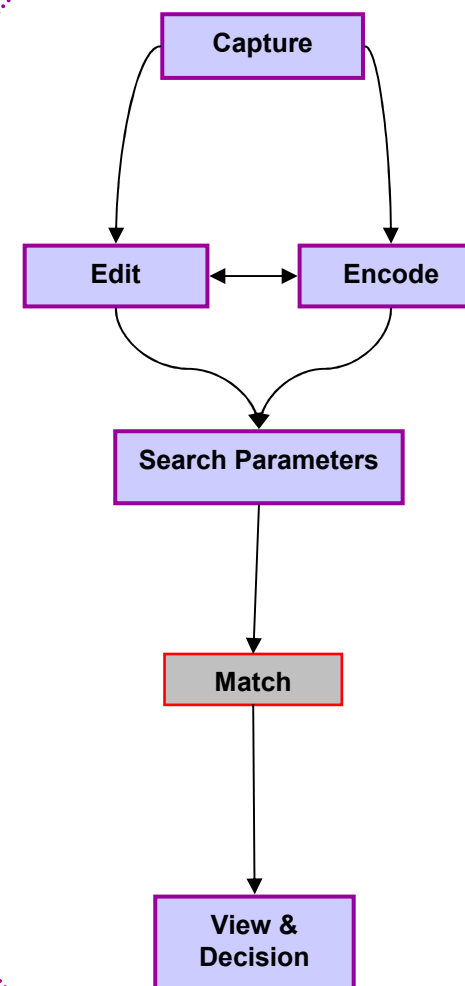 Capture
Edit
Encode
Search Parameters
Match
View &
Decision